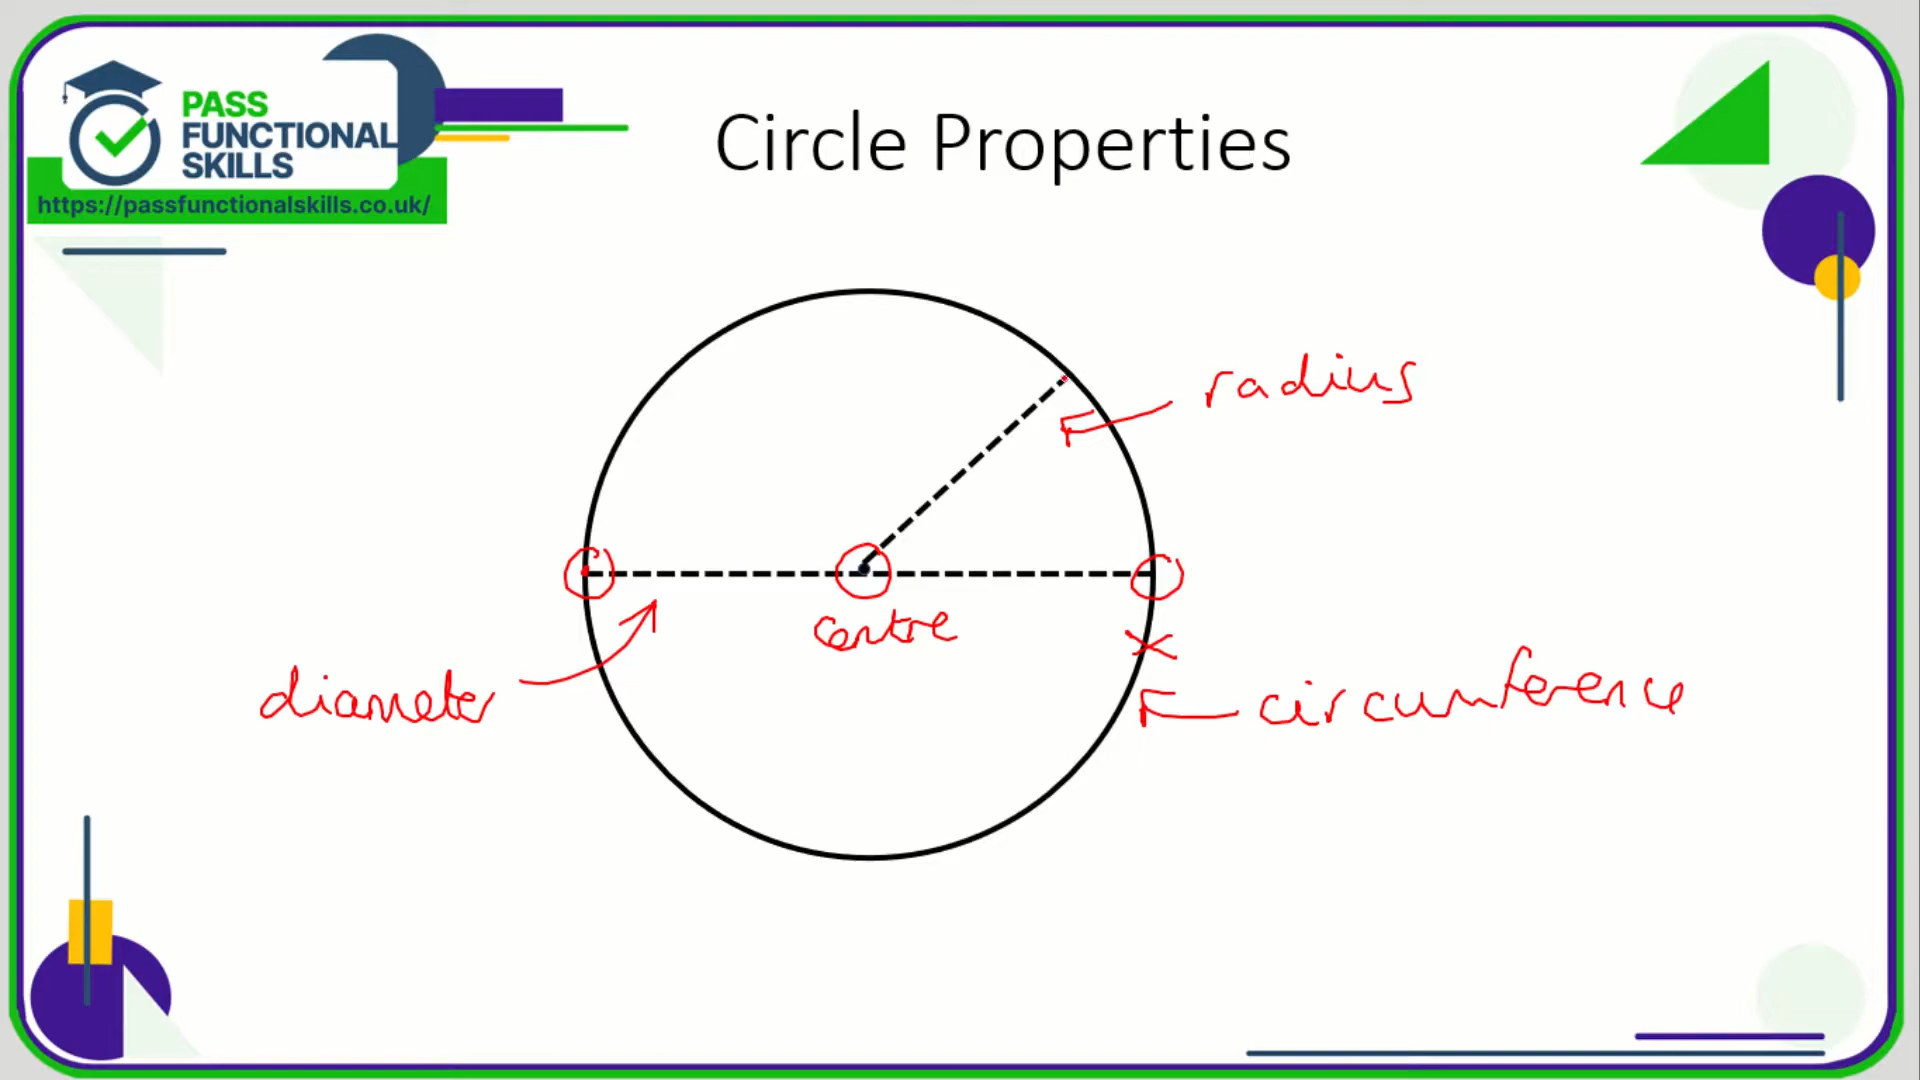 PASS
FUNCTIONAL
SKILLS
https://passfunctionalskills.co.uk/
Circle Properties
radius
centre
diameter
circumference